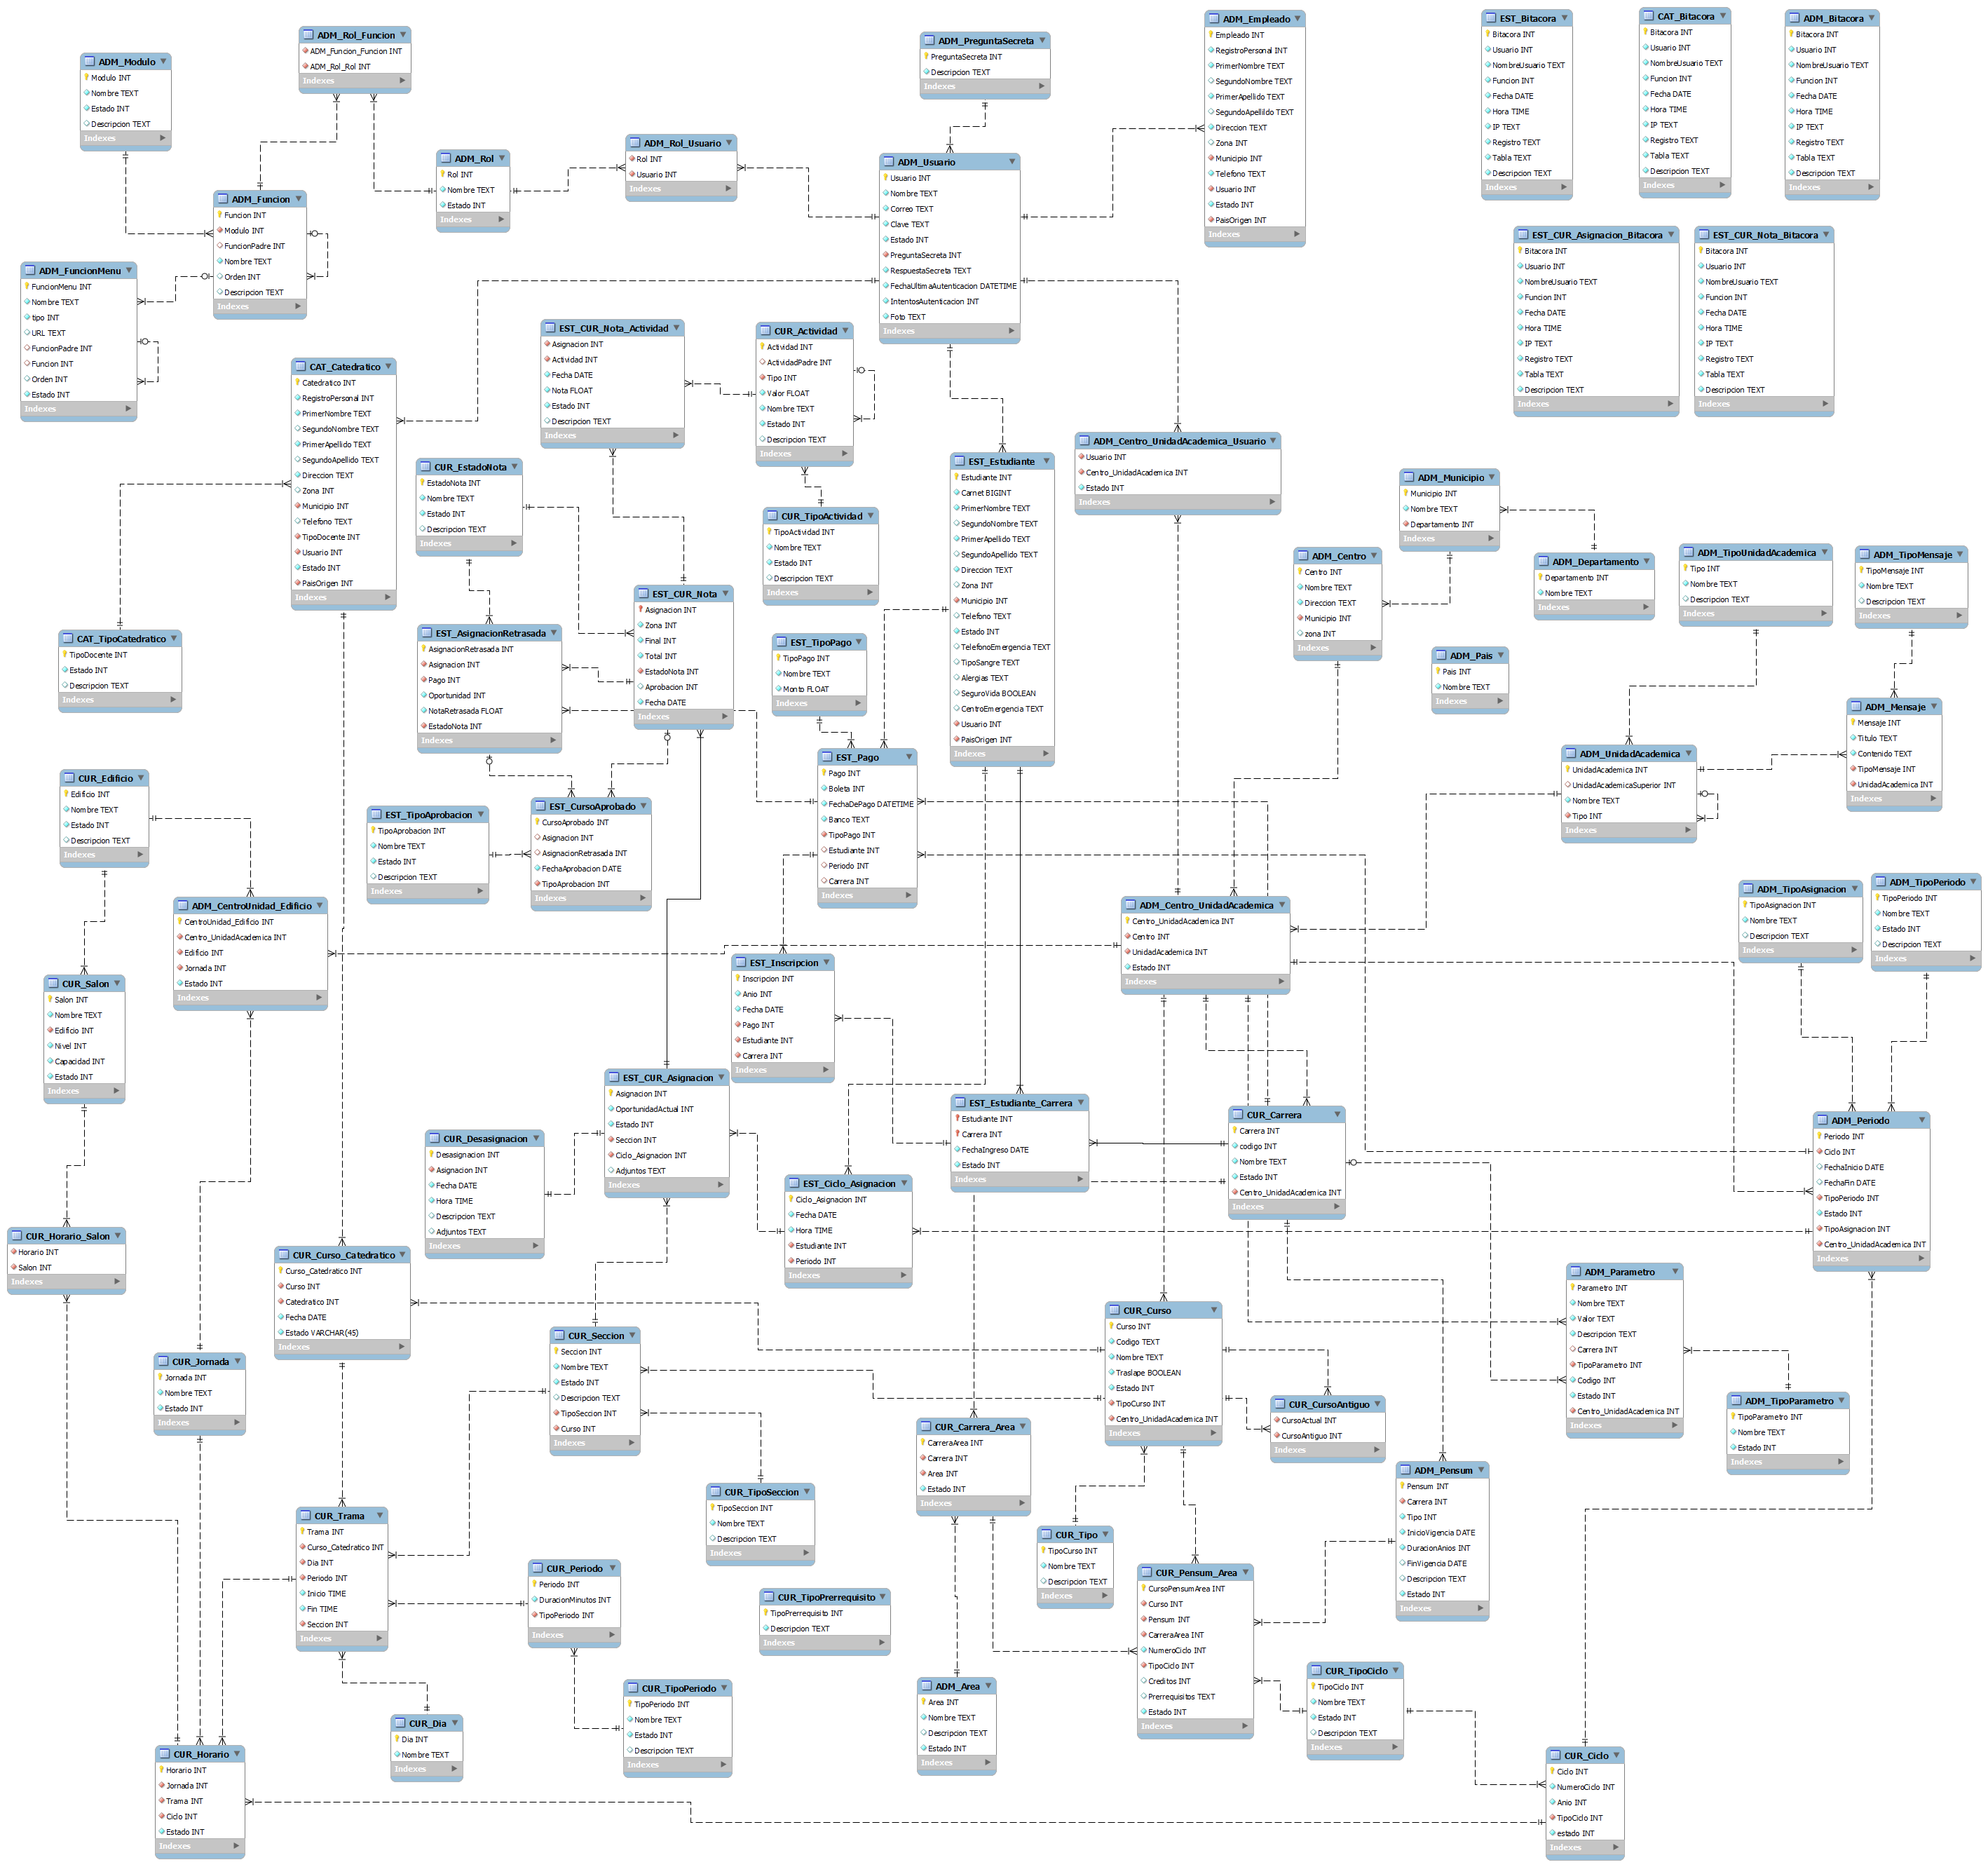 ADM_Modulo
Modulo INT
Nombre TEXT
Estado INT
Descripcion TEXT
Indexes
ADM_Rol_Funcion
ADM_Funcion_Funcion INT
ADM_Rol_Rol INT
Indexes
ADM_Rol
Rol INT
Nombre TEXT
Estado INT
Indexes
ADM_Rol_Usuario
Rol INT
Usuario INT
Indexes
ADM_PreguntaSecreta
PreguntaSecreta INT
Descripcion TEXT
Indexes
ADM_Usuario
Usuario INT
Nombre TEXT
Correo TEXT
Clave TEXT
Estado INT
PreguntaSecreta INT
RespuestaSecreta TEXT
FechaUltimaAutenticacion DATETIME
IntentosAutenticacion INT
Foto TEXT
Indexes
ADM_Empleado
Empleado INT
RegistroPersonal INT
PrimerNombre TEXT
SegundoNombre TEXT
PrimerApellido TEXT
SegundoApellildo TEXT
Direccion TEXT
Zona INT
Municipio INT
Telefono TEXT
Usuario INT
Estado INT
PaisOrigen INT
Indexes
EST_Bitacora
Bitacora INT
Usuario INT
NombreUsuario TEXT
Funcion INT
Fecha DATE
Hora TIME
IP TEXT
Registro TEXT
Tabla TEXT
Descripcion TEXT
Indexes
CAT_Bitacora
Bitacora INT
Usuario INT
NombreUsuario TEXT
Funcion INT
Fecha DATE
Hora TIME
IP TEXT
Registro TEXT
Tabla TEXT
Descripcion TEXT
Indexes
ADM_Bitacora
Bitacora INT
Usuario INT
NombreUsuario TEXT
Funcion INT
Fecha DATE
Hora TIME
IP TEXT
Registro TEXT
Tabla TEXT
Descripcion TEXT
Indexes
EST_CUR_Asignacion_Bitacora
Bitacora INT
Usuario INT
NombreUsuario TEXT
Funcion INT
Fecha DATE
Hora TIME
IP TEXT
Registro TEXT
Tabla TEXT
Descripcion TEXT
Indexes
EST_CUR_Nota_Bitacora
Bitacora INT
Usuario INT
NombreUsuario TEXT
Funcion INT
Fecha DATE
Hora TIME
IP TEXT
Registro TEXT
Tabla TEXT
Descripcion TEXT
Indexes
ADM_Funcion
Funcion INT
Modulo INT
FuncionPadre INT
Nombre TEXT
Orden INT
Descripcion TEXT
Indexes
ADM_FuncionMenu
FuncionMenu INT
Nombre TEXT
tipo INT
URL TEXT
FuncionPadre INT
Funcion INT
Orden INT
Estado INT
Indexes
CAT_Catedratico
Catedratico INT
RegistroPersonal INT
PrimerNombre TEXT
SegundoNombre TEXT
PrimerApellido TEXT
SegundoApellido TEXT
Direccion TEXT
Zona INT
Municipio INT
Telefono TEXT
TipoDocente INT
Usuario INT
Estado INT
PaisOrigen INT
Indexes
EST_CUR_Nota_Actividad
Asignacion INT
Actividad INT
Fecha DATE
Nota FLOAT
Estado INT
Descripcion TEXT
Indexes
CUR_Actividad
Actividad INT
ActividadPadre INT
Tipo INT
Valor FLOAT
Nombre TEXT
Estado INT
Descripcion TEXT
Indexes
CUR_EstadoNota
EstadoNota INT
Nombre TEXT
Estado INT
Descripcion TEXT
Indexes
CUR_TipoActividad
TipoActividad INT
Nombre TEXT
Estado INT
Descripcion TEXT
Indexes
EST_Estudiante
Estudiante INT
Carnet BIGINT
PrimerNombre TEXT
SegundoNombre TEXT
PrimerApellido TEXT
SegundoApellido TEXT
Direccion TEXT
Zona INT
Municipio INT
Telefono TEXT
Estado INT
TelefonoEmergencia TEXT
TipoSangre TEXT
Alergias TEXT
SeguroVida BOOLEAN
CentroEmergencia TEXT
Usuario INT
PaisOrigen INT
Indexes
ADM_Centro_UnidadAcademica_Usuario
Usuario INT
Centro_UnidadAcademica INT
Estado INT
Indexes
ADM_Municipio
Municipio INT
Nombre TEXT
Departamento INT
Indexes
ADM_Centro
Centro INT
Nombre TEXT
Direccion TEXT
Municipio INT
zona INT
Indexes
ADM_Departamento
Departamento INT
Nombre TEXT
Indexes
ADM_TipoUnidadAcademica
Tipo INT
Nombre TEXT
Descripcion TEXT
Indexes
ADM_TipoMensaje
TipoMensaje INT
Nombre TEXT
Descripcion TEXT
Indexes
CAT_TipoCatedratico
TipoDocente INT
Estado INT
Descripcion TEXT
Indexes
EST_AsignacionRetrasada
AsignacionRetrasada INT
Asignacion INT
Pago INT
Oportunidad INT
NotaRetrasada FLOAT
EstadoNota INT
Indexes
EST_CUR_Nota
Asignacion INT
Zona INT
Final INT
Total INT
EstadoNota INT
Aprobacion INT
Fecha DATE
Indexes
EST_TipoPago
TipoPago INT
Nombre TEXT
Monto FLOAT
Indexes
ADM_Pais
Pais INT
Nombre TEXT
Indexes
ADM_Mensaje
Mensaje INT
Titulo TEXT
Contenido TEXT
TipoMensaje INT
UnidadAcademica INT
Indexes
ADM_UnidadAcademica
UnidadAcademica INT
UnidadAcademicaSuperior INT
Nombre TEXT
Tipo INT
Indexes
EST_Pago
Pago INT
Boleta INT
FechaDePago DATETIME
Banco TEXT
TipoPago INT
Estudiante INT
Periodo INT
Carrera INT
Indexes
CUR_Edificio
Edificio INT
Nombre TEXT
Estado INT
Descripcion TEXT
Indexes
EST_TipoAprobacion
TipoAprobacion INT
Nombre TEXT
Estado INT
Descripcion TEXT
Indexes
EST_CursoAprobado
CursoAprobado INT
Asignacion INT
AsignacionRetrasada INT
FechaAprobacion DATE
TipoAprobacion INT
Indexes
ADM_CentroUnidad_Edificio
CentroUnidad_Edificio INT
Centro_UnidadAcademica INT
Edificio INT
Jornada INT
Estado INT
Indexes
ADM_Centro_UnidadAcademica
Centro_UnidadAcademica INT
Centro INT
UnidadAcademica INT
Estado INT
Indexes
ADM_TipoAsignacion
TipoAsignacion INT
Nombre TEXT
Descripcion TEXT
Indexes
ADM_TipoPeriodo
TipoPeriodo INT
Nombre TEXT
Estado INT
Descripcion TEXT
Indexes
CUR_Salon
Salon INT
Nombre TEXT
Edificio INT
Nivel INT
Capacidad INT
Estado INT
Indexes
EST_Inscripcion
Inscripcion INT
Anio INT
Fecha DATE
Pago INT
Estudiante INT
Carrera INT
Indexes
EST_CUR_Asignacion
Asignacion INT
OportunidadActual INT
Estado INT
Seccion INT
Ciclo_Asignacion INT
Adjuntos TEXT
Indexes
EST_Estudiante_Carrera
Estudiante INT
Carrera INT
FechaIngreso DATE
Estado INT
Indexes
CUR_Carrera
Carrera INT
codigo INT
Nombre TEXT
Estado INT
Centro_UnidadAcademica INT
Indexes
ADM_Periodo
Periodo INT
Ciclo INT
FechaInicio DATE
FechaFin DATE
TipoPeriodo INT
Estado INT
TipoAsignacion INT
Centro_UnidadAcademica INT
Indexes
CUR_Desasignacion
Desasignacion INT
Asignacion INT
Fecha DATE
Hora TIME
Descripcion TEXT
Adjuntos TEXT
Indexes
EST_Ciclo_Asignacion
Ciclo_Asignacion INT
Fecha DATE
Hora TIME
Estudiante INT
Periodo INT
Indexes
CUR_Horario_Salon
Horario INT
Salon INT
Indexes
CUR_Curso_Catedratico
Curso_Catedratico INT
Curso INT
Catedratico INT
Fecha DATE
Estado VARCHAR(45)
Indexes
ADM_Parametro
Parametro INT
Nombre TEXT
Valor TEXT
Descripcion TEXT
Carrera INT
TipoParametro INT
Codigo INT
Estado INT
Centro_UnidadAcademica INT
Indexes
CUR_Curso
Curso INT
Codigo TEXT
Nombre TEXT
Traslape BOOLEAN
Estado INT
TipoCurso INT
Centro_UnidadAcademica INT
Indexes
CUR_Seccion
Seccion INT
Nombre TEXT
Estado INT
Descripcion TEXT
TipoSeccion INT
Curso INT
Indexes
CUR_Jornada
Jornada INT
Nombre TEXT
Estado INT
Indexes
CUR_CursoAntiguo
CursoActual INT
CursoAntiguo INT
Indexes
ADM_TipoParametro
TipoParametro INT
Nombre TEXT
Estado INT
Indexes
CUR_Carrera_Area
CarreraArea INT
Carrera INT
Area INT
Estado INT
Indexes
ADM_Pensum
Pensum INT
Carrera INT
Tipo INT
InicioVigencia DATE
DuracionAnios INT
FinVigencia DATE
Descripcion TEXT
Estado INT
Indexes
CUR_TipoSeccion
TipoSeccion INT
Nombre TEXT
Descripcion TEXT
Indexes
CUR_Trama
Trama INT
Curso_Catedratico INT
Dia INT
Periodo INT
Inicio TIME
Fin TIME
Seccion INT
Indexes
CUR_Tipo
TipoCurso INT
Nombre TEXT
Descripcion TEXT
Indexes
CUR_Periodo
Periodo INT
DuracionMinutos INT
TipoPeriodo INT
Indexes
CUR_Pensum_Area
CursoPensumArea INT
Curso INT
Pensum INT
CarreraArea INT
NumeroCiclo INT
TipoCiclo INT
Creditos INT
Prerrequisitos TEXT
Estado INT
Indexes
CUR_TipoPrerrequisito
TipoPrerrequisito INT
Descripcion TEXT
Indexes
CUR_TipoPeriodo
TipoPeriodo INT
Nombre TEXT
Estado INT
Descripcion TEXT
Indexes
ADM_Area
Area INT
Nombre TEXT
Descripcion TEXT
Estado INT
Indexes
CUR_TipoCiclo
TipoCiclo INT
Nombre TEXT
Estado INT
Descripcion TEXT
Indexes
CUR_Dia
Dia INT
Nombre TEXT
Indexes
CUR_Horario
Horario INT
Jornada INT
Trama INT
Ciclo INT
Estado INT
Indexes
CUR_Ciclo
Ciclo INT
NumeroCiclo INT
Anio INT
TipoCiclo INT
estado INT
Indexes